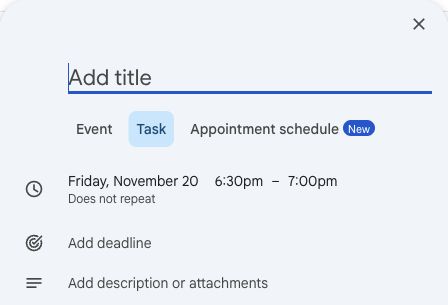 Add title
Event Task Appointment schedule New
Friday, November 20 6:30pm – 7:00pm
Does not repeat
Add deadline
Add description or attachments